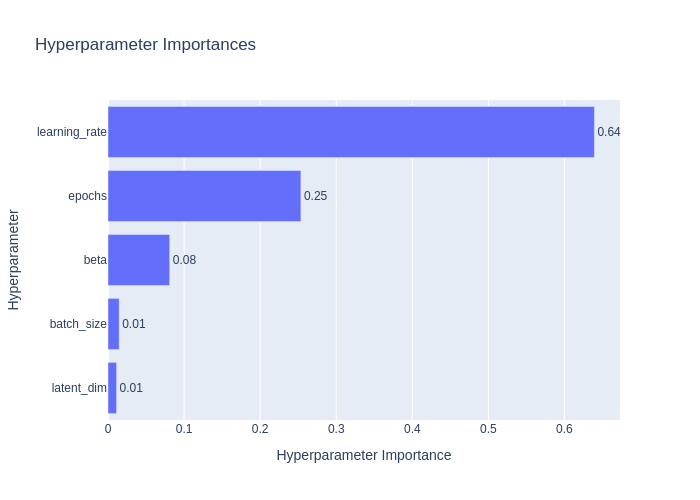 Hyperparameter Importances
learning_rate
0.64
epochs
0.25
beta
0.08
batch_size
0.01
latent_dim
0.01
Hyperparameter
0
0.1
0.2
0.3
0.4
0.5
0.6
Hyperparameter Importance